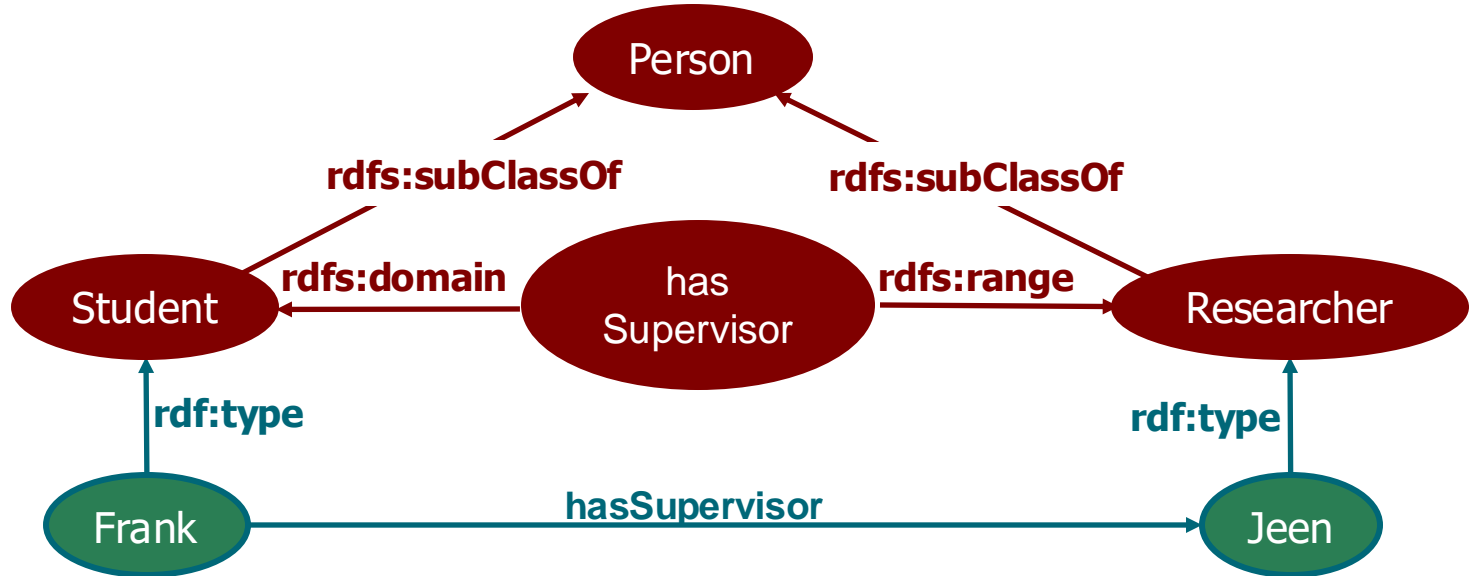 Person
rdfs:subClassOf
rdfs:subClassOf
rdfs:domain
has
Supervisor
rdfs:range
Student
Researcher
rdf:type
rdf:type
hasSupervisor
Frank
Jeen